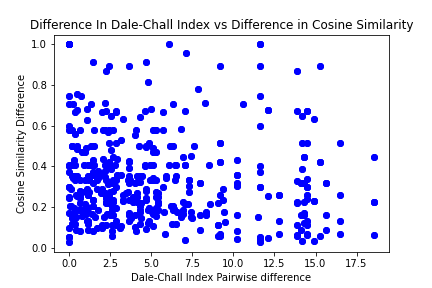 Difference In Dale-Chall Index vs Difference in Cosine Similarity
1.0
0.8
0.6
0.4
0.2
0.0
Cosine Similarity Difference
0.0 2.5 5.0 7.5 10.0 12.5 15.0 17.5
Dale-Chall Index Pairwise difference